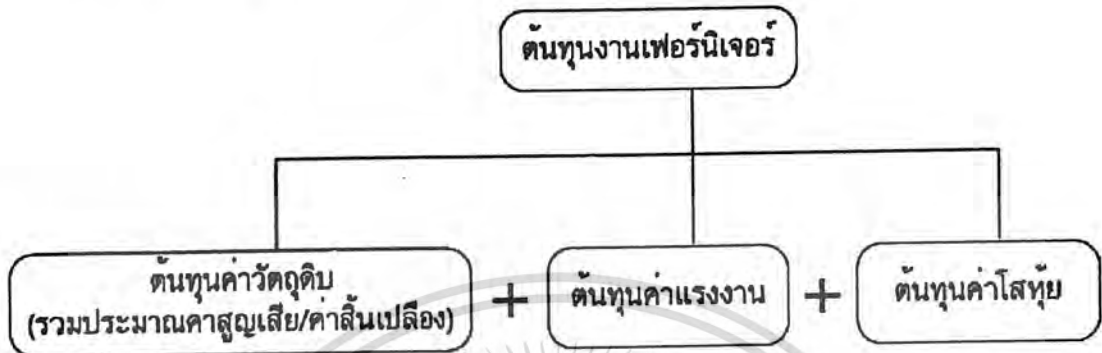 ต้นทุนงานเฟอร์นิเจอร์
ต้นทุนค่าวัตถุดิบ
(รวมประมาณคาสูญเสีย/ค่าสิ้นเปลือง)
+
ต้นทุนค่าแรงงาน
+
ต้นทุนค่าโสหุ้ย